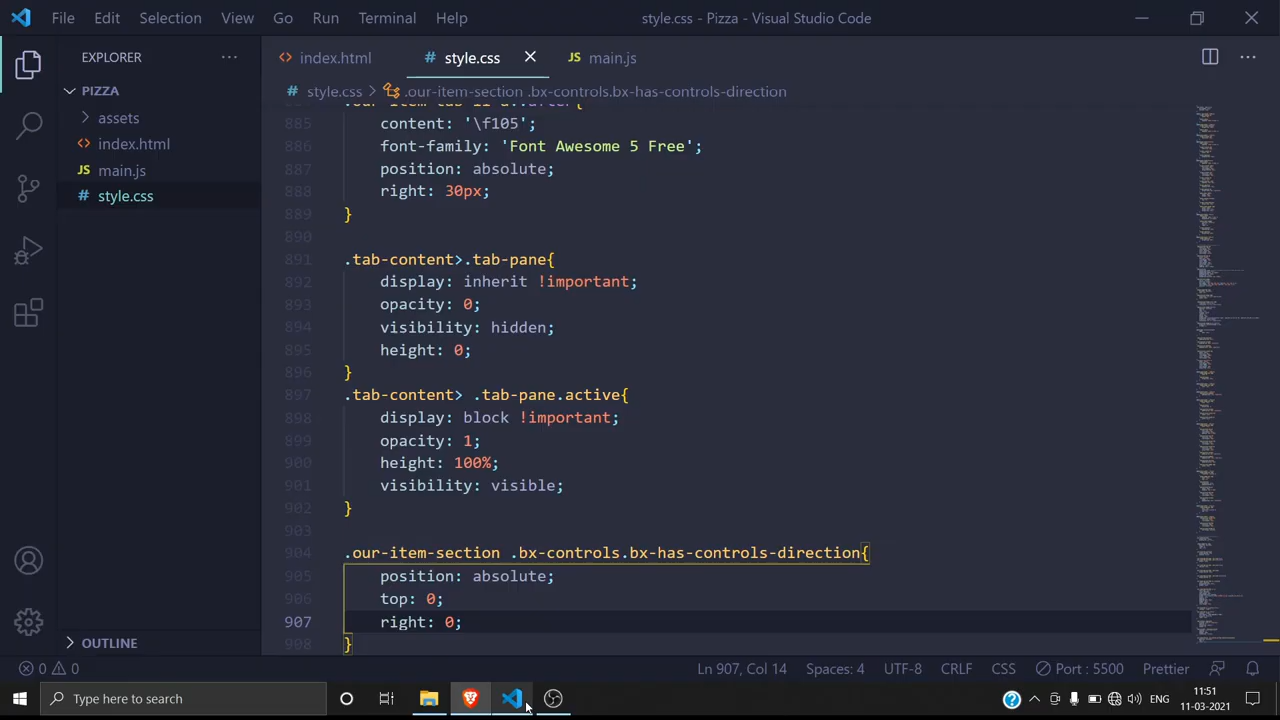 File Edit Selection View Go Run Terminal Help style.css - Pizza - Visual Studio Code
EXPLORER
PIZZA
assets
index.html
main.js
style.css
OUTLINE
index.html style.css main.js
style.css > .our-item-section .bx-controls.bx-has-controls-direction
.our-item-tab li a::after{
885 content: '\f105';
886 font-family: 'Font Awesome 5 Free';
887 position: absolute;
888 right: 30px;
889 }
890
891 .tab-content>.tab-pane{
892 display: inherit !important;
893 opacity: 0;
894 visibility: hidden;
895 height: 0;
896 }
897 .tab-content> .tab-pane.active{
898 display: block !important;
899 opacity: 1;
900 height: 100%;
901 visibility: visible;
902 }
903
904 .our-item-section .bx-controls.bx-has-controls-direction{
905 position: absolute;
906 top: 0;
907 right: 0;
908 }
0 0 Ln 907, Col 14 Spaces: 4 UTF-8 CRLF CSS Port : 5500 Prettier
Type here to search
ENG
11:51
11-03-2021